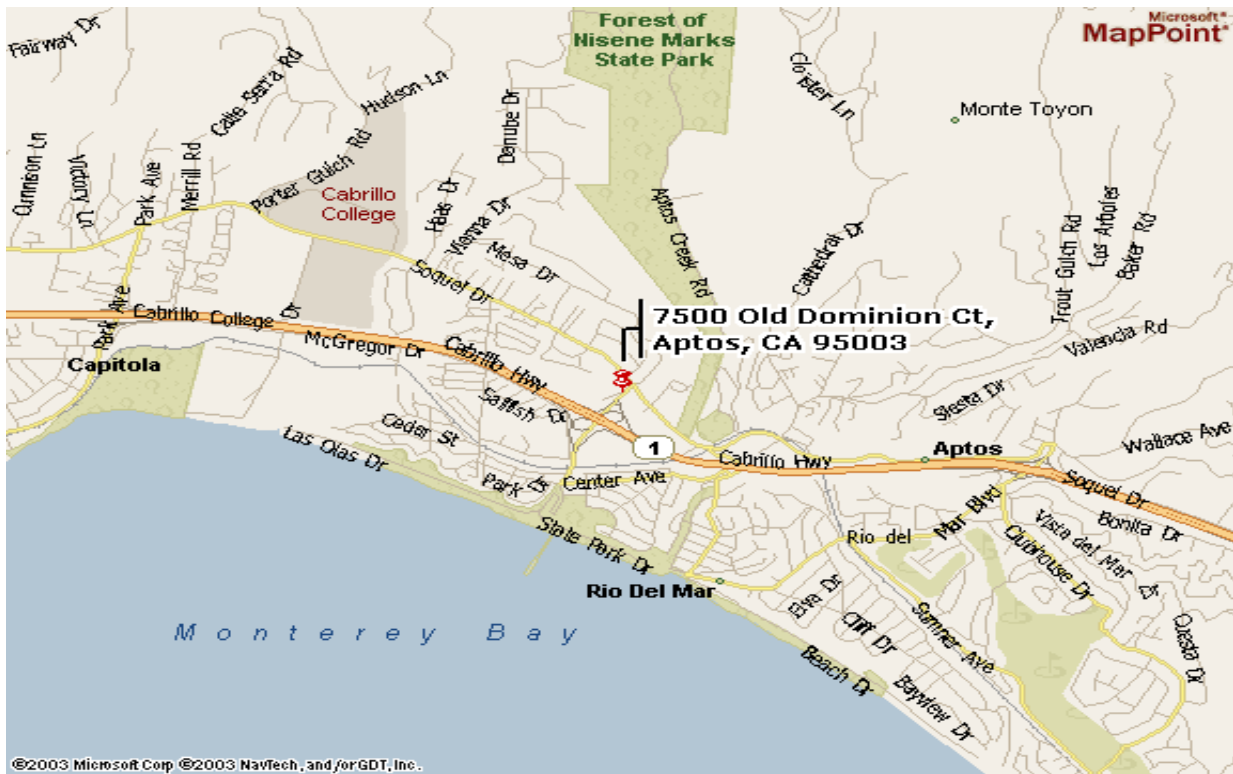 Microsoft®
MapPoint®
Forest of
Nisene Marks
State Park
Fairway Dr
Calle Serra Rd
Hudson Ln
Danube Dr
Cloister Ln
Monte Toyon
Cunnison Ln
Victory Ln
Park Ave
Merrill Rd
Porter Gulch Rd
Cabrillo
College
Haas Dr
Vienna Dr
Mesa Dr
Aptos Creek Rd
Cathedral Dr
Trout Gulch Rd
Los Arboles
Baker Rd
Soquel Dr
Park Ave
Cabrillo College Dr
7500 Old Dominion Ct,
Aptos, CA 95003
Valencia Rd
McGregor Dr
Cabrillo Hwy
Capitola
Siesta Dr
Sailfish Dr
Cedar St
Las Olas Dr
1
Cabrillo Hwy
Aptos
Wallace Ave
Park Dr
Center Ave
Soquel Dr
Bonita Dr
State Park Dr
Rio del
Mar Blvd
Clubhouse Dr
Vista del Mar Dr
Rio Del Mar
Elva Dr
Cliff Dr
Sumner Ave
Cuesta Dr
Monterey Bay
Beach Dr
Bayview Dr
©2003 Microsoft Corp ©2003 NavTech, and/or GDT, Inc.